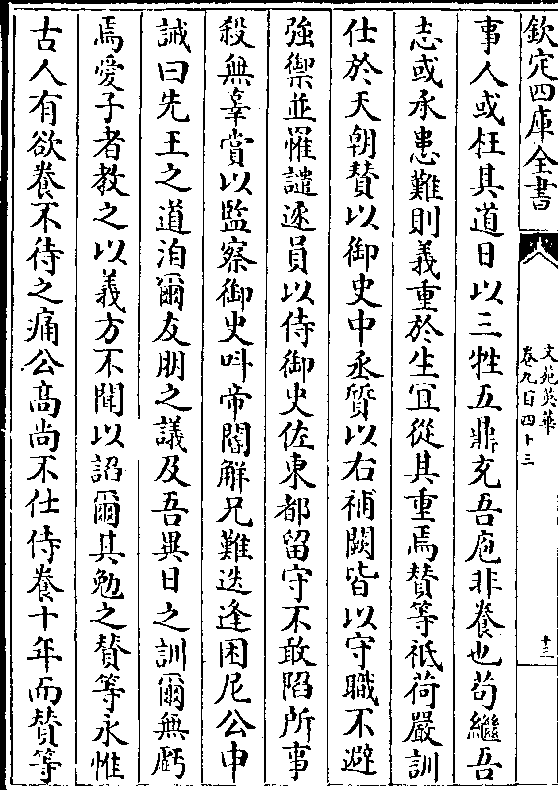 欽定四庫全書
文苑英華
卷九百四十三
十三
事人或枉其道日以三牲五鼎充吾庖非養也苟繼吾
志或承患難則義重於生宜從其重焉賛等祇荷嚴訓
仕於天朝賛以御史中丞質以右補闕皆以守職不避
強禦並罹譴逐員以侍御史佐東都留守不敢陷所事
殺無辜賞以監察御史呌帝閽解兄難迭逢困尼公申
誡曰先王之道洎爾友朋之議及吾異日之訓爾無虧
焉愛子者教之以義方不聞以諂爾其勉之賛等永惟
古人有欲養不待之痛公高尚不仕侍養十年而賛等